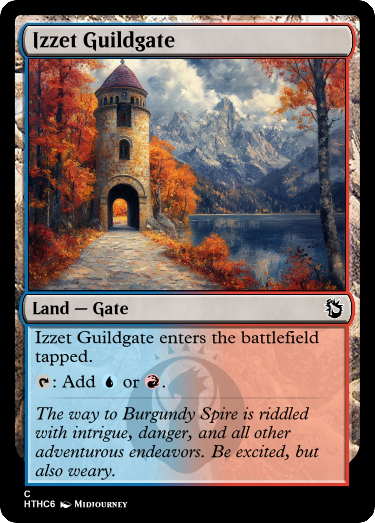 Izzet Guildgate
Land — Gate
Izzet Guildgate enters the battlefield
tapped.
: Add or .
The way to Burgundy Spire is riddled
with intrigue, danger, and all other
adventurous endeavors. Be excited, but
also weary.
C
HTHC6 Midjourney